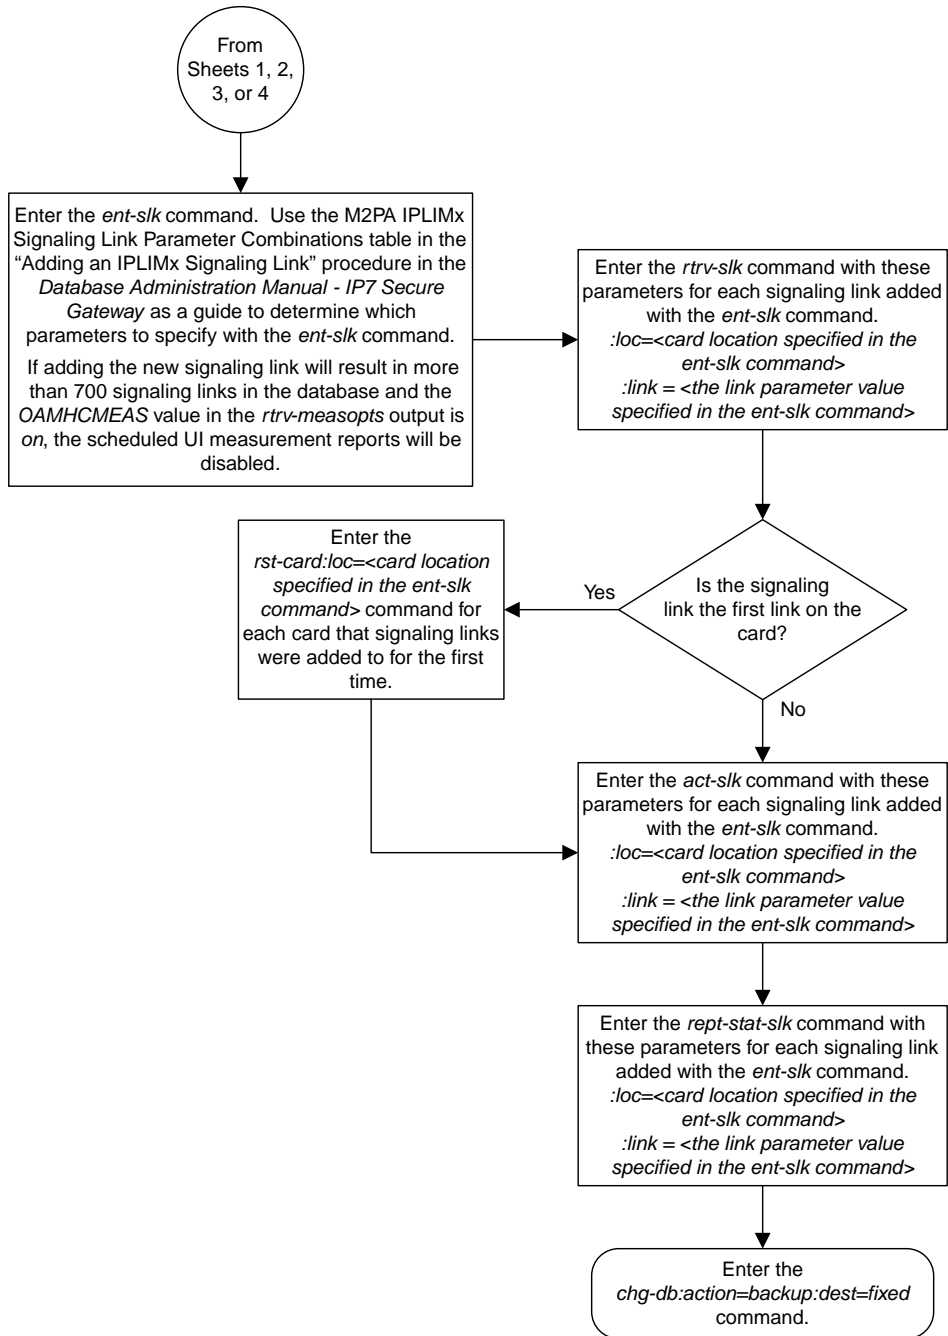 From
Sheets 1, 2,
3, or 4
Enter the ent-slk command. Use the M2PA IPLIMx
Signaling Link Parameter Combinations table in the
“Adding an IPLIMx Signaling Link” procedure in the
Database Administration Manual - IP7 Secure
Gateway as a guide to determine which
parameters to specify with the ent-slk command.
If adding the new signaling link will result in more
than 700 signaling links in the database and the
OAMHCMEAS value in the rtrv-measopts output is
on, the scheduled UI measurement reports will be
disabled.
Enter the rtrv-slk command with these
parameters for each signaling link added
with the ent-slk command.
:loc=<card location specified in the
ent-slk command>
:link = <the link parameter value
specified in the ent-slk command>
Is the signaling
link the first link on the
card?
Yes
Enter the
rst-card:loc=<card location
specified in the ent-slk
command> command for
each card that signaling links
were added to for the first
time.
No
Enter the act-slk command with these
parameters for each signaling link added
with the ent-slk command.
:loc=<card location specified in the
ent-slk command>
:link = <the link parameter value
specified in the ent-slk command>
Enter the rept-stat-slk command with
these parameters for each signaling link
added with the ent-slk command.
:loc=<card location specified in the
ent-slk command>
:link = <the link parameter value
specified in the ent-slk command>
Enter the
chg-db:action=backup:dest=fixed
command.